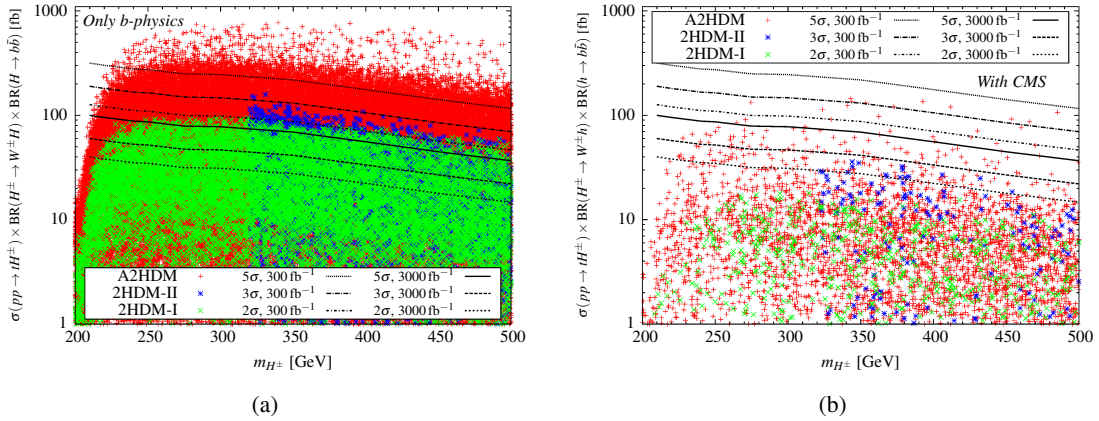 Only b-physics
1000
100
10
1
σ(pp → tH±) × BR(H± → W±H) × BR(H → bb̄) [fb]
A2HDM 5σ, 300 fb⁻¹ 5σ, 3000 fb⁻¹
2HDM-II 3σ, 300 fb⁻¹ 3σ, 3000 fb⁻¹
2HDM-I 2σ, 300 fb⁻¹ 2σ, 3000 fb⁻¹
200 250 300 350 400 450 500
m_H± [GeV]
(a)
A2HDM 5σ, 300 fb⁻¹ 5σ, 3000 fb⁻¹
2HDM-II 3σ, 300 fb⁻¹ 3σ, 3000 fb⁻¹
2HDM-I 2σ, 300 fb⁻¹ 2σ, 3000 fb⁻¹
With CMS
1000
100
10
1
σ(pp → tH±) × BR(H± → W±h) × BR(h → bb̄) [fb]
200 250 300 350 400 450 500
m_H± [GeV]
(b)